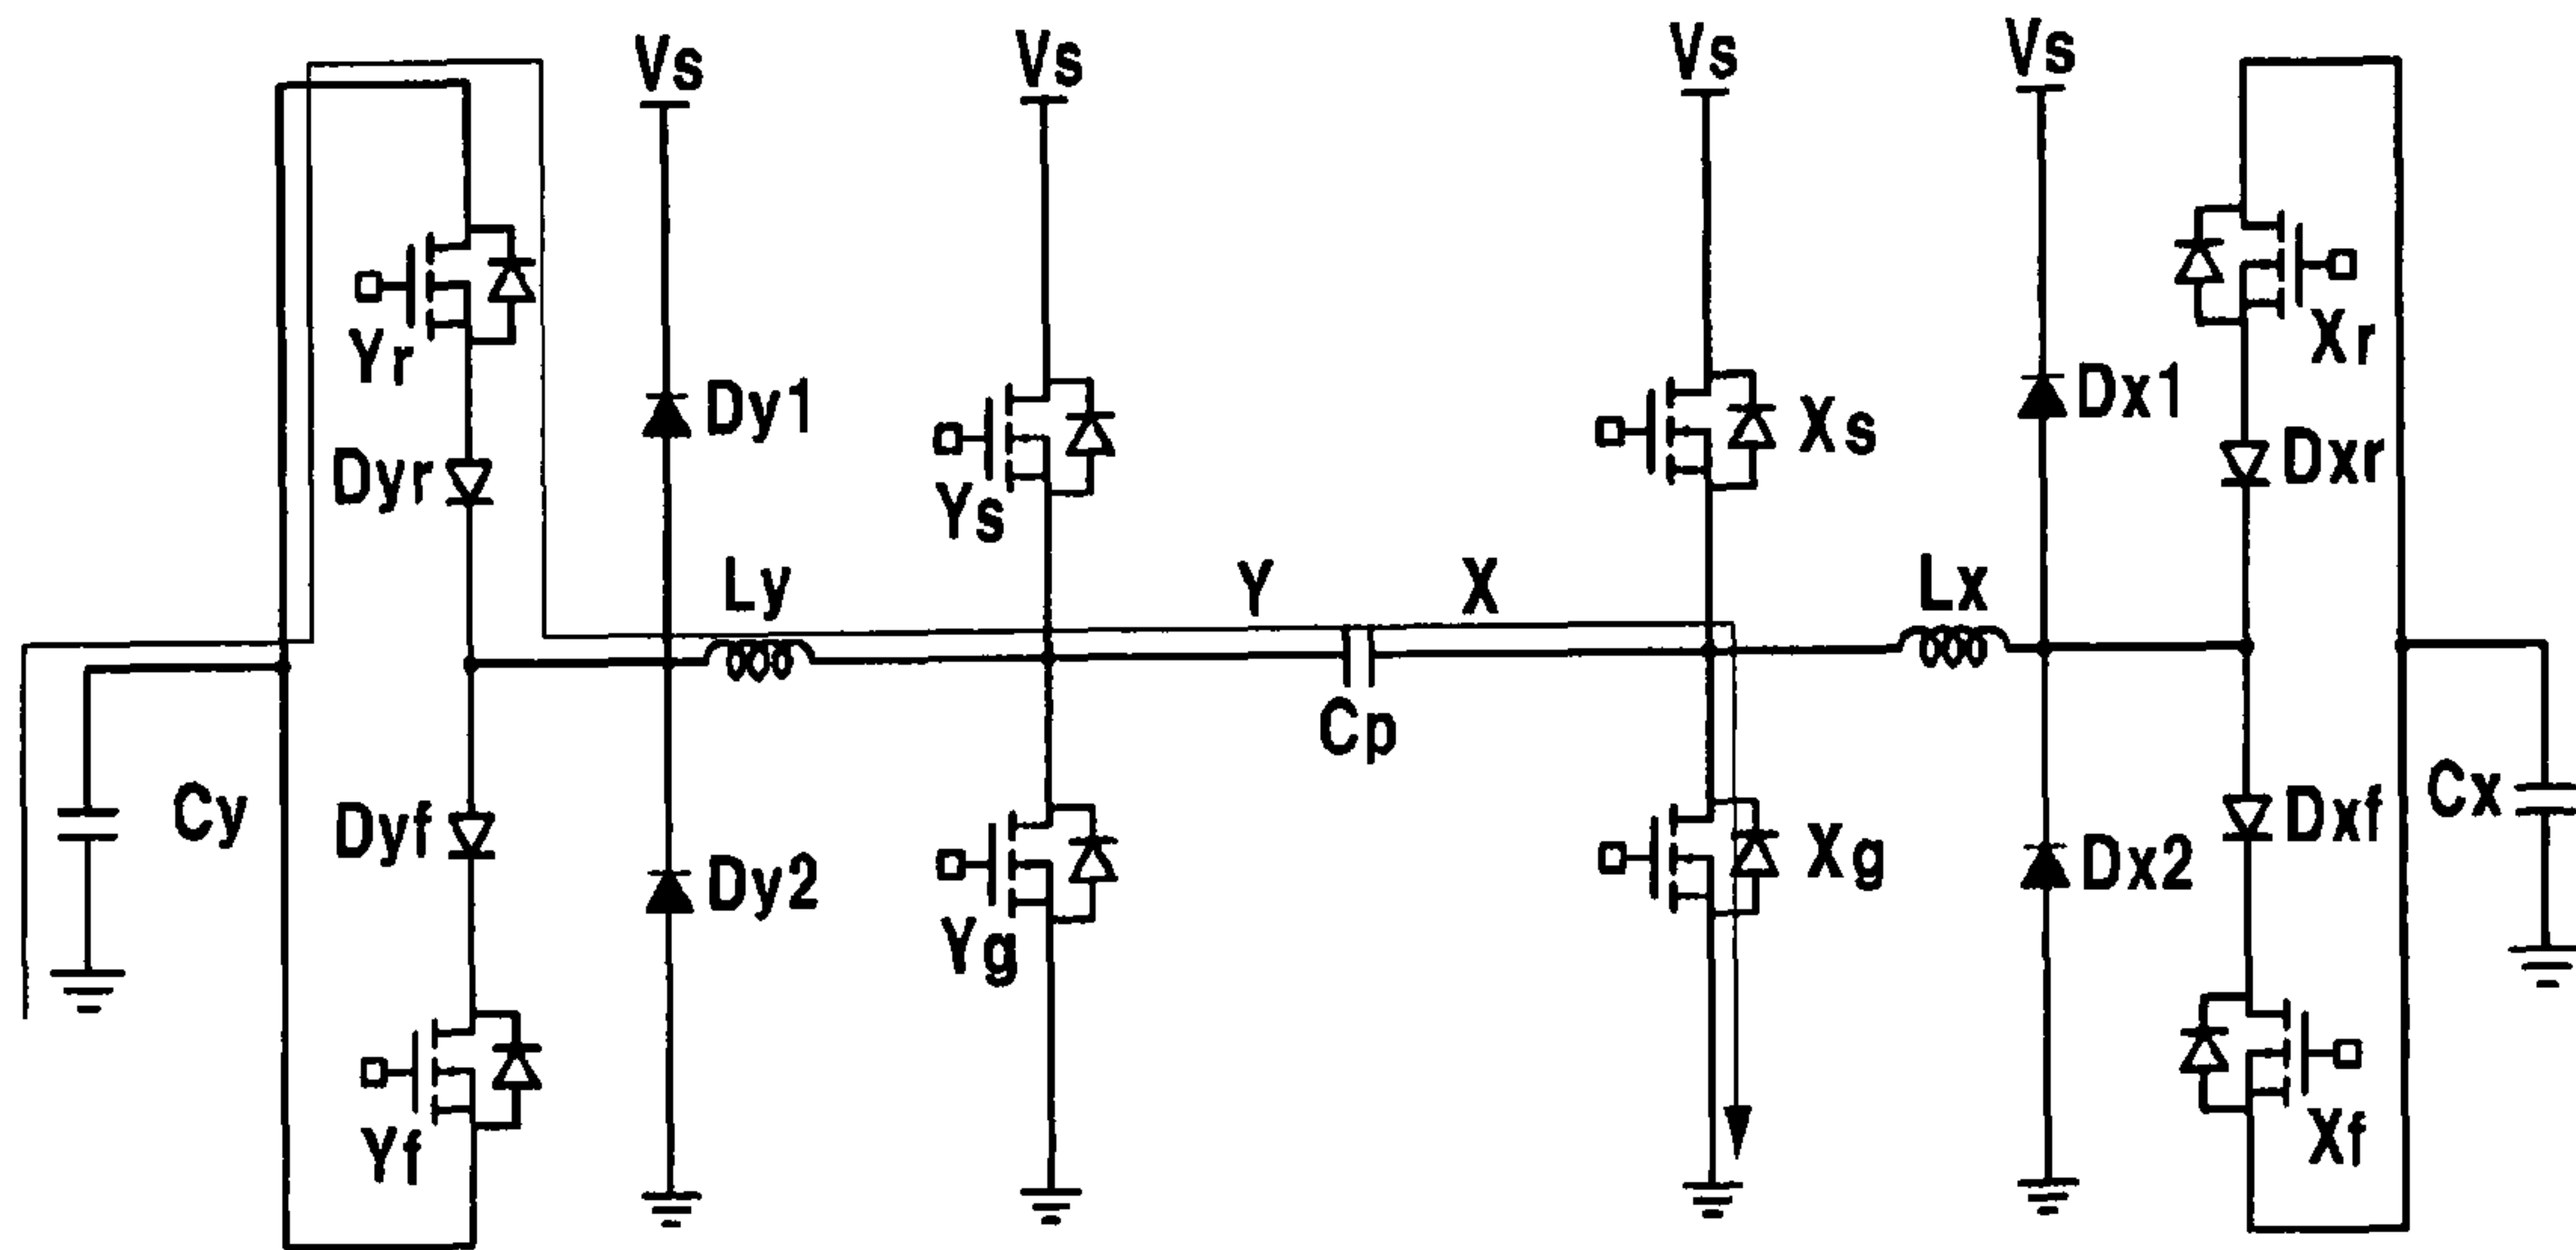 Vs
Vs
Vs
Vs
Yr
Xr
Dy1
Dx1
Xs
Dyr
Dxr
Ys
Ly
Y
X
Lx
Cp
Cy
Dyf
Dy2
Yg
Xg
Dx2
Dxf
Cx
Yf
Xf